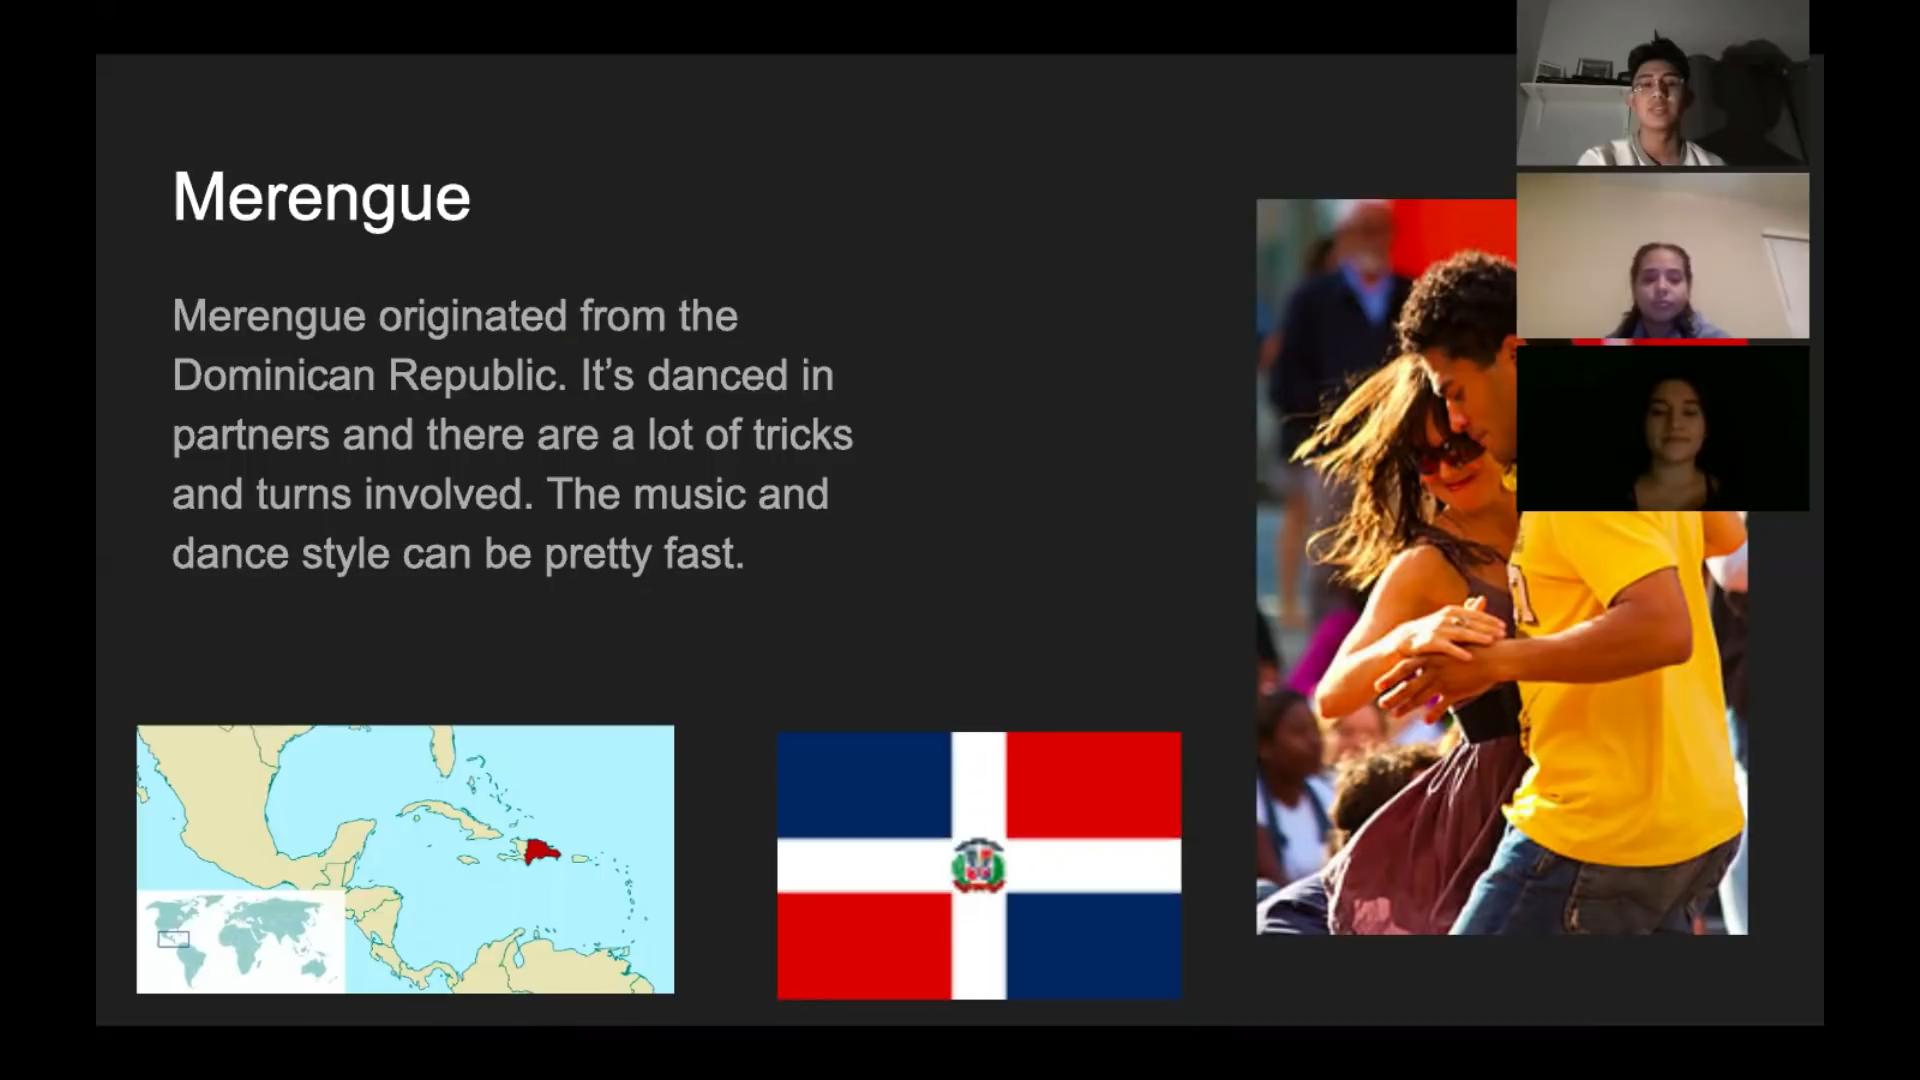 Merengue
Merengue originated from the
Dominican Republic. It’s danced in
partners and there are a lot of tricks
and turns involved. The music and
dance style can be pretty fast.